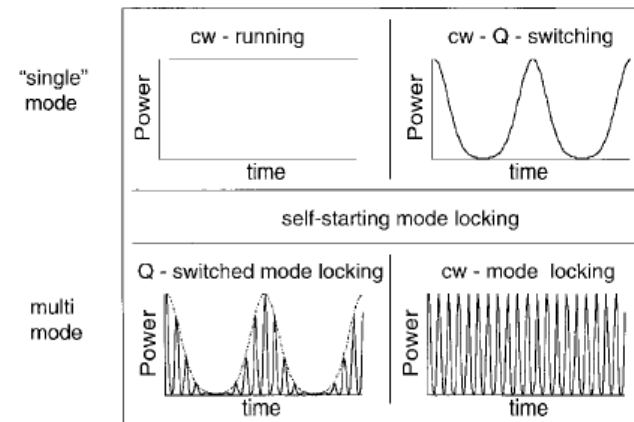 cw - running
cw - Q - switching
"single"
mode
Power
time
Power
time
self-starting mode locking
Q - switched mode locking
cw - mode locking
multi
mode
Power
time
Power
time